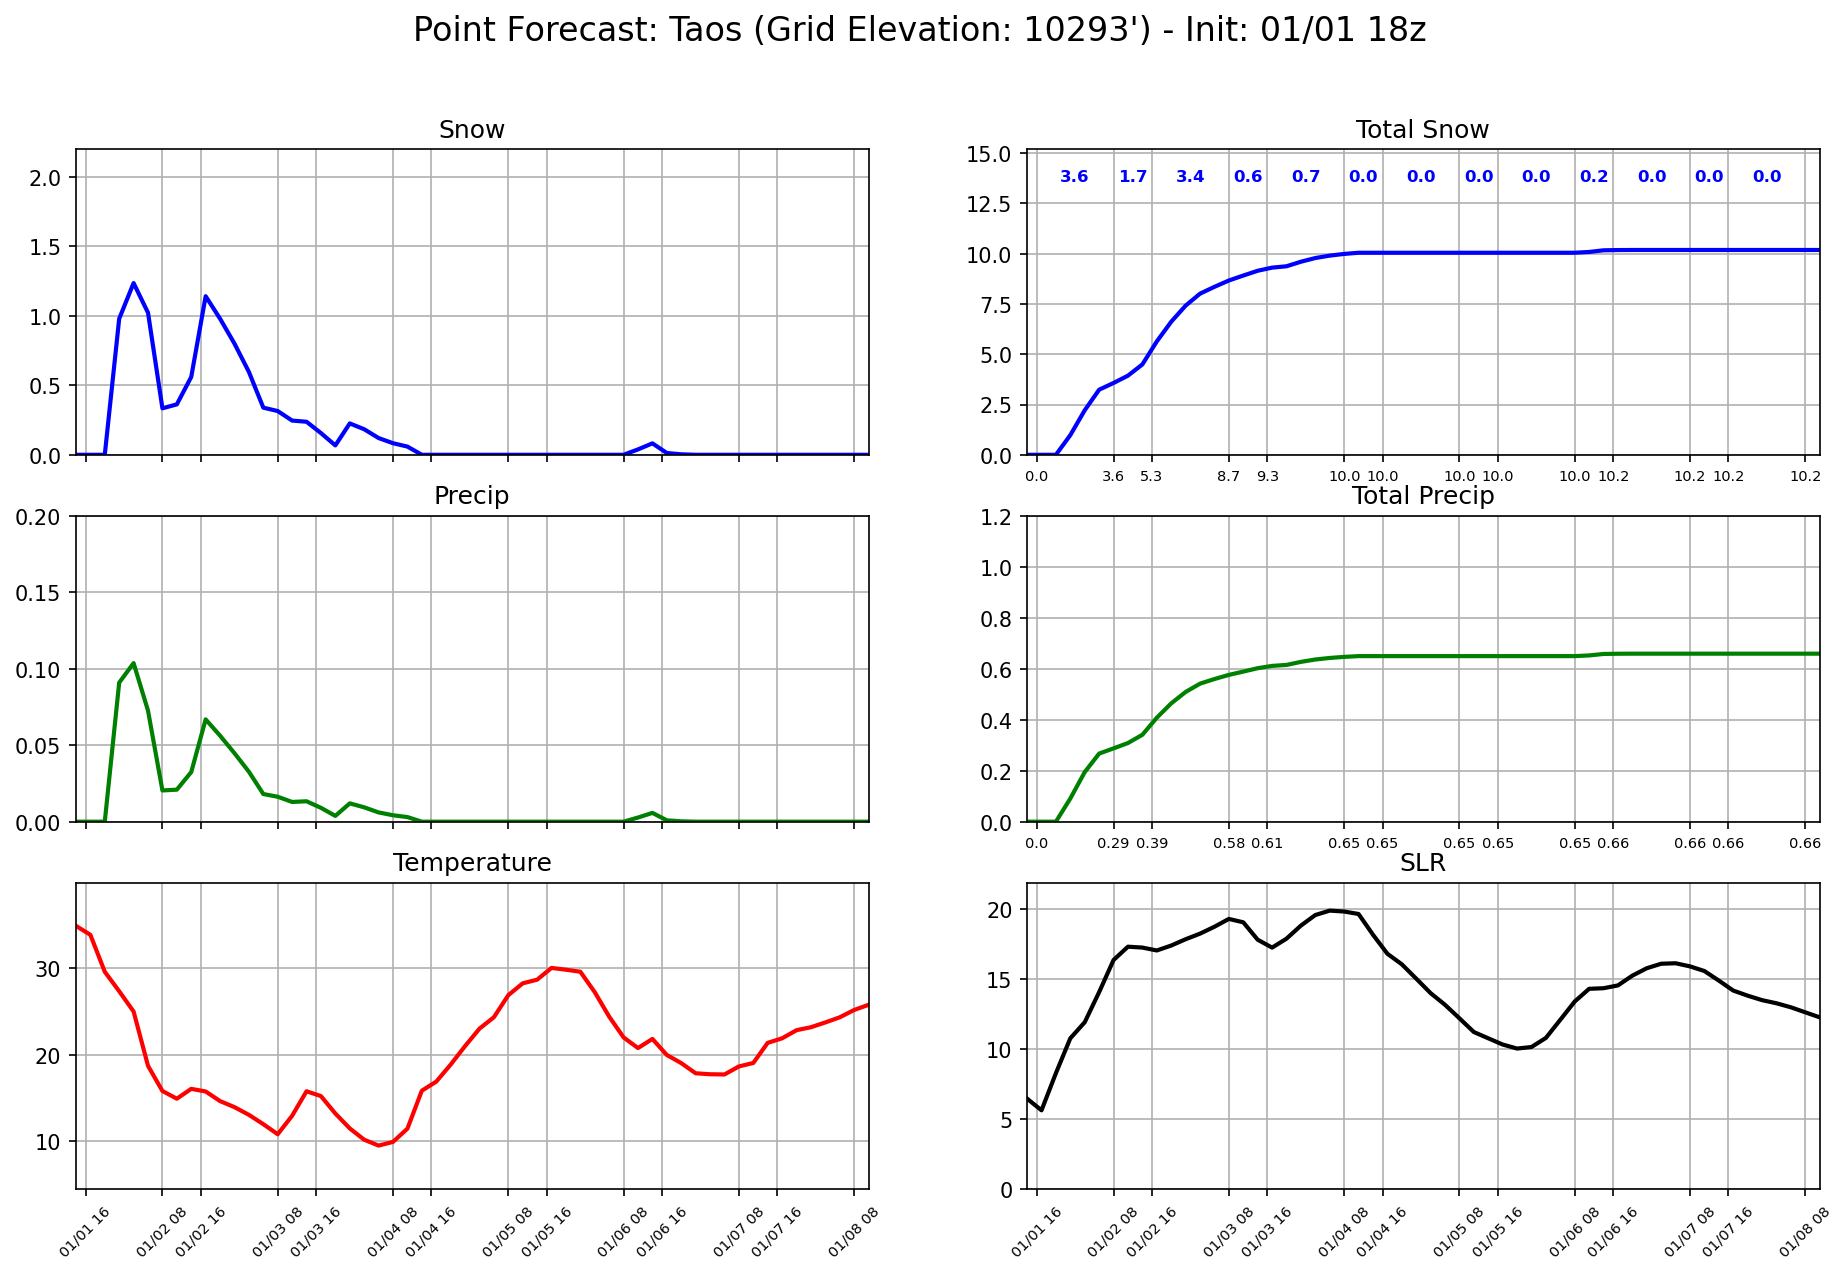 Point Forecast: Taos (Grid Elevation: 10293') - Init: 01/01 18z
Snow
2.0
1.5
1.0
0.5
0.0
Total Snow
15.0
12.5
10.0
7.5
5.0
2.5
0.0
3.6 1.7 3.4 0.6 0.7 0.0 0.0 0.0 0.0 0.2 0.0 0.0 0.0
0.0 3.6 5.3 8.7 9.3 10.0 10.0 10.0 10.0 10.0 10.2 10.2 10.2 10.2
Precip
0.20
0.15
0.10
0.05
0.00
Total Precip
1.2
1.0
0.8
0.6
0.4
0.2
0.0
0.0 0.29 0.39 0.58 0.61 0.65 0.65 0.65 0.65 0.65 0.66 0.66 0.66 0.66
Temperature
30
20
10
01/01 16 01/02 08 01/02 16 01/03 08 01/03 16 01/04 08 01/04 16 01/05 08 01/05 16 01/06 08 01/06 16 01/07 08 01/07 16 01/08 08
SLR
20
15
10
5
0
01/01 16 01/02 08 01/02 16 01/03 08 01/03 16 01/04 08 01/04 16 01/05 08 01/05 16 01/06 08 01/06 16 01/07 08 01/07 16 01/08 08